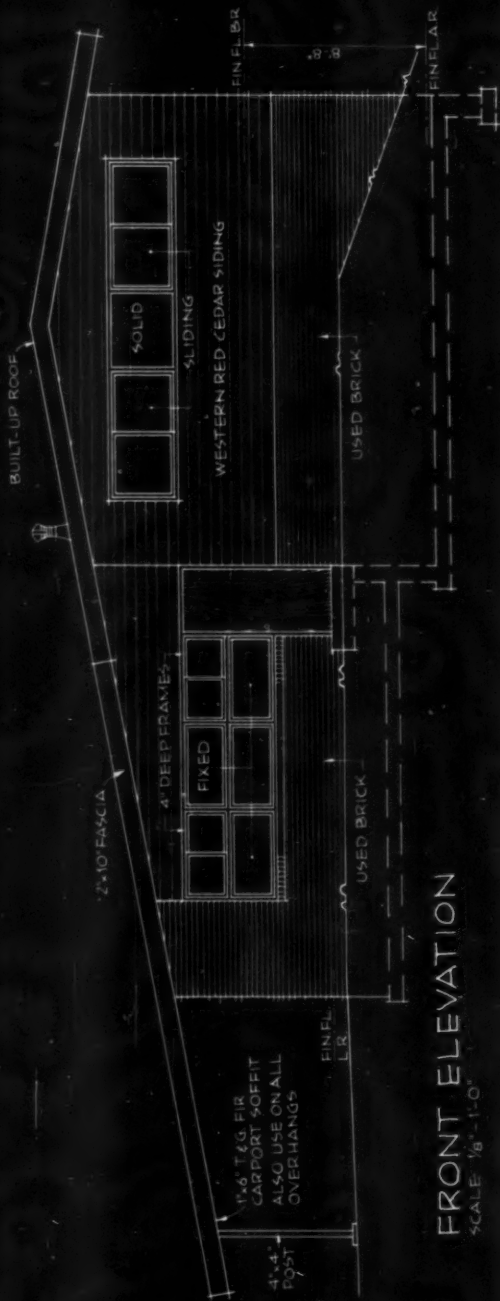 BUILT-UP ROOF
FIN FL. B.R.
8'-8"
FIN FL. A.R.
SOLID
SLIDING
WESTERN RED CEDAR SIDING
USED BRICK
2"x10" FASCIA
4" DEEP FRAMES
FIXED
USED BRICK
FIN. FL.
L.R.
1"x6" T.&G. FIR
CARPORT SOFFIT
ALSO USE ON ALL
OVERHANGS
4"x4"
POST
FRONT ELEVATION
SCALE 1/8"-1'-0"